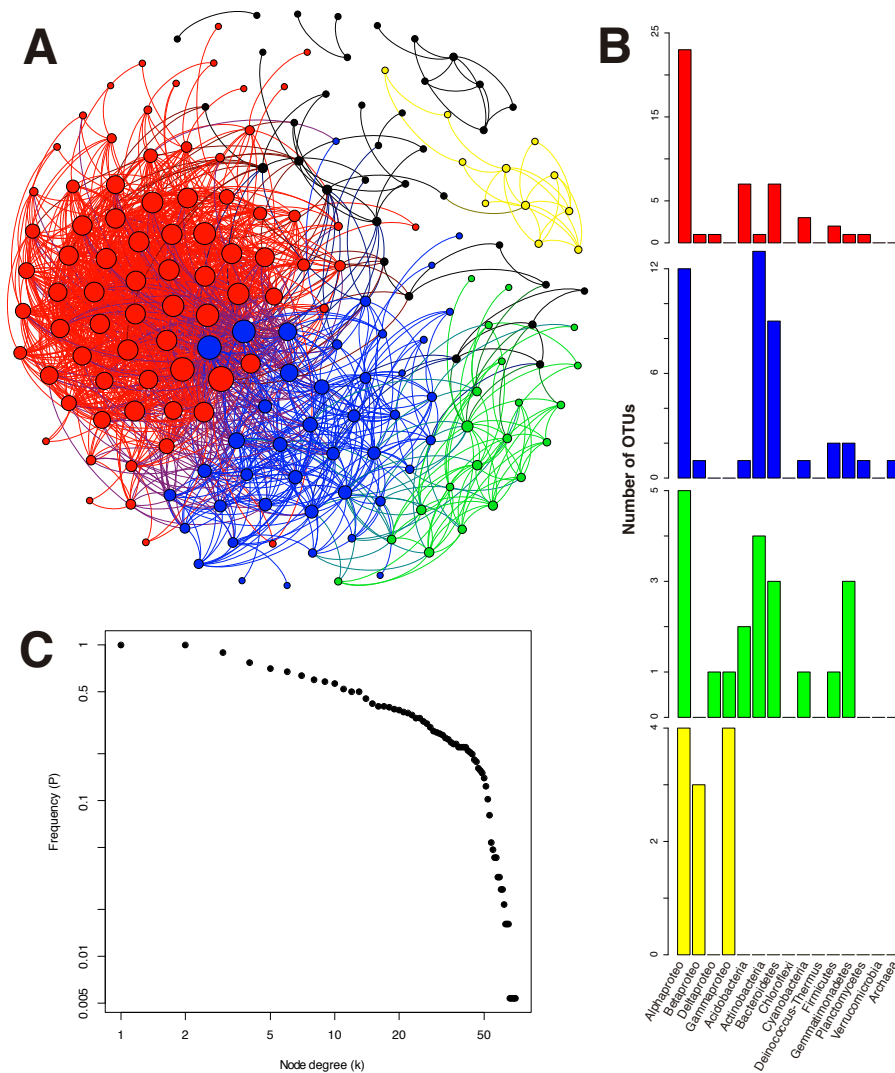 A
B
25
15
5
0
12
6
0
5
3
1
0
4
2
0
Number of OTUs
Alphaproteo
Betaproteo
Deltaproteo
Gammaproteo
Acidobacteria
Actinobacteria
Bacteroidetes
Chloroflexi
Cyanobacteria
Deinococcus-Thermus
Firmicutes
Gemmatimonadetes
Planctomycetes
Verrucomicrobia
Archaea
C
1
0.5
0.1
0.01
0.005
Frequency (P)
1
2
5
10
20
50
Node degree (k)